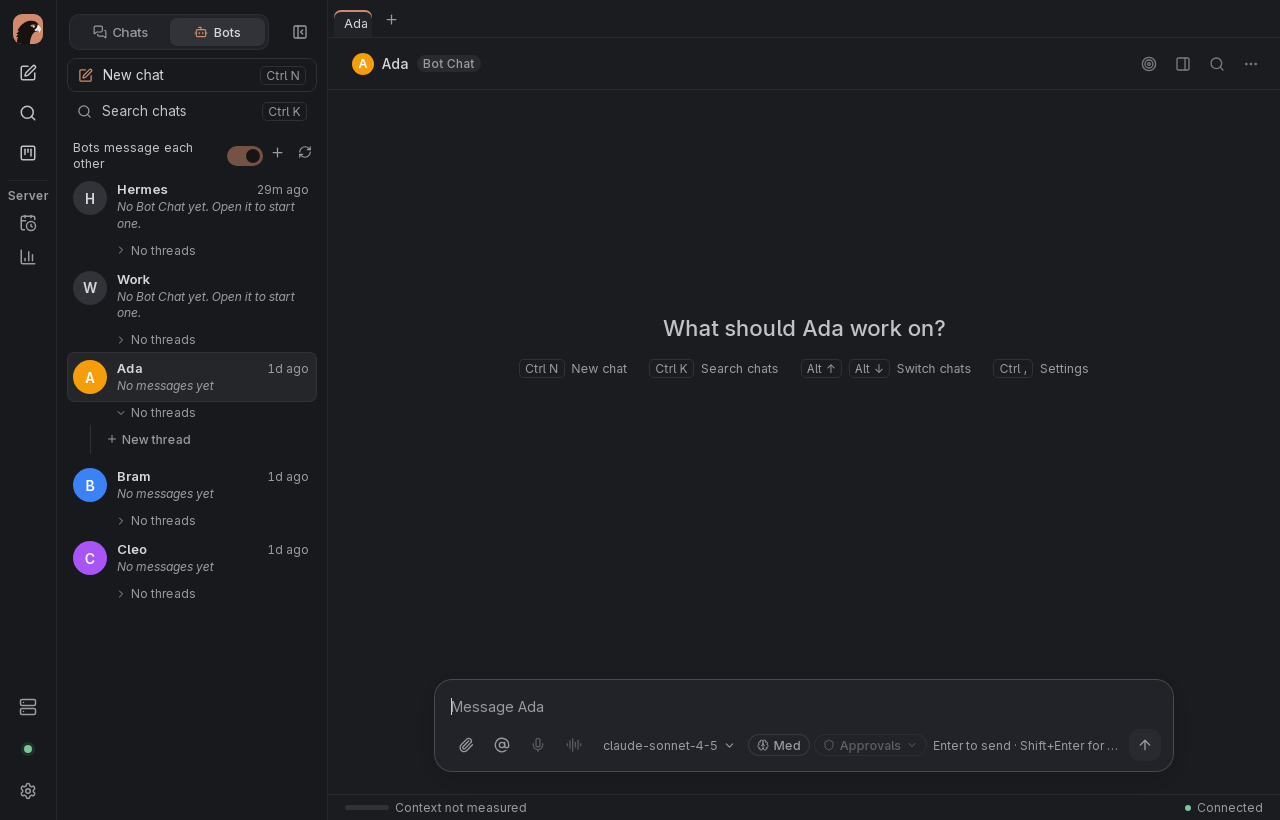 Chats
Bots
New chat
Ctrl N
Search chats
Ctrl K
Server
Bots message each
other
H
Hermes
29m ago
No Bot Chat yet. Open it to start
one.
No threads
W
Work
No Bot Chat yet. Open it to start
one.
No threads
A
Ada
1d ago
No messages yet
No threads
New thread
B
Bram
1d ago
No messages yet
No threads
C
Cleo
1d ago
No messages yet
No threads
Ada
A
Ada
Bot Chat
What should Ada work on?
Ctrl N New chat
Ctrl K Search chats
Alt ↑ Alt ↓ Switch chats
Ctrl , Settings
Message Ada
claude-sonnet-4-5
Med
Approvals
Enter to send · Shift+Enter for …
Context not measured
Connected